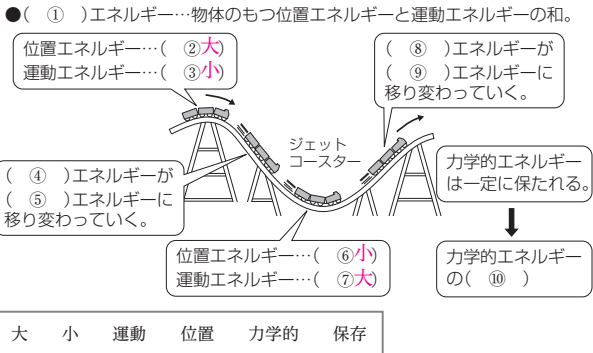 ●( ① )エネルギー…物体のもつ位置エネルギーと運動エネルギーの和。
位置エネルギー…( ②大)
運動エネルギー…( ③小)
( ⑧ )エネルギーが
( ⑨ )エネルギーに
移り変わっていく。
ジェット
コースター
( ④ )エネルギーが
( ⑤ )エネルギーに
移り変わっていく。
力学的エネルギー
は一定に保たれる。
位置エネルギー…( ⑥小)
運動エネルギー…( ⑦大)
力学的エネルギー
の( ⑩ )
大 小 運動 位置 力学的 保存